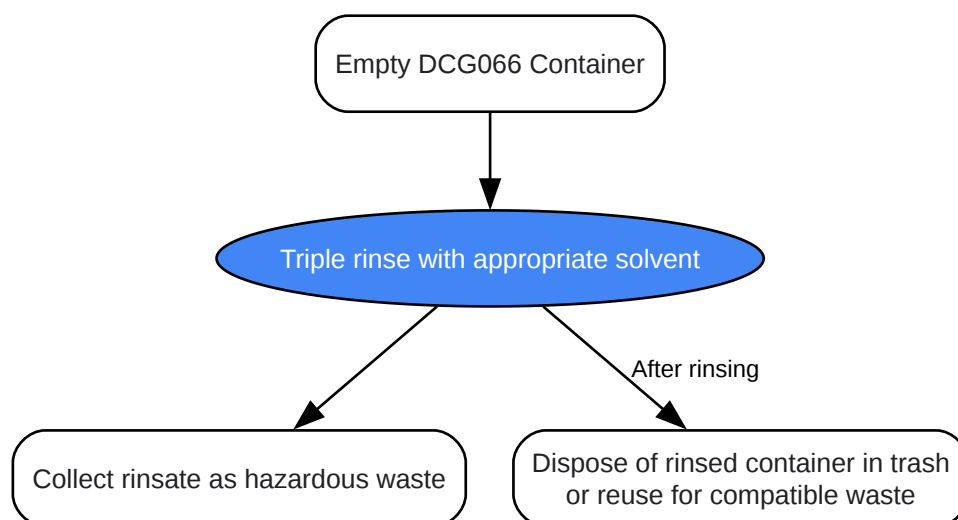 Empty DCG066 Container
Triple rinse with appropriate solvent
After rinsing
Collect rinsate as hazardous waste
Dispose of rinsed container in trash
or reuse for compatible waste